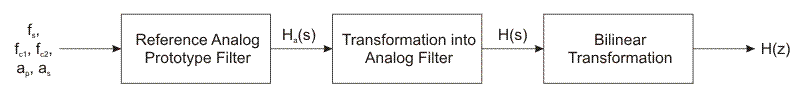 fs,
fc1, fc2,
ap, as
Reference Analog
Prototype Filter
Ha(s)
Transformation into
Analog Filter
H(s)
Bilinear
Transformation
H(z)